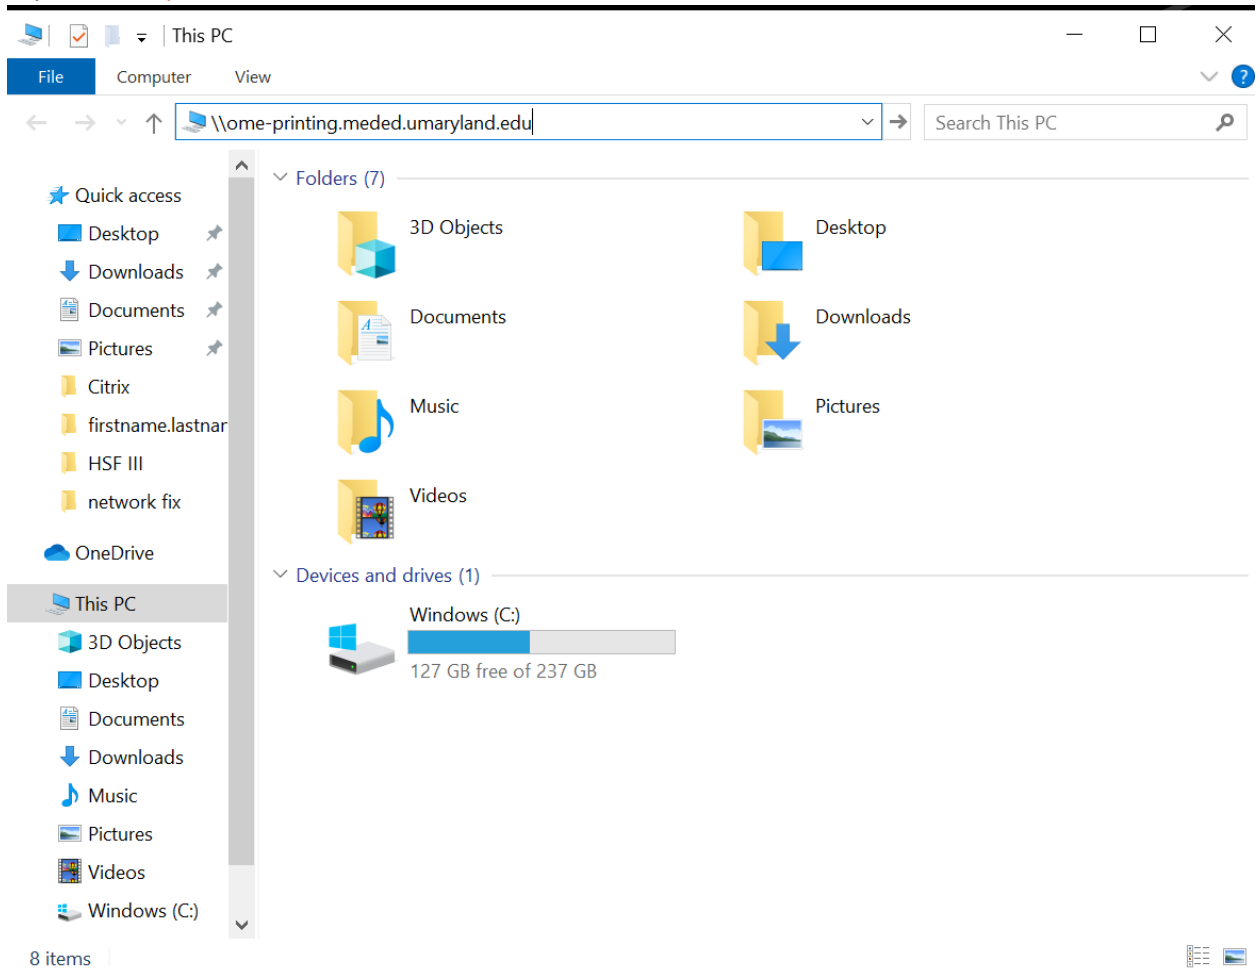 This PC
File Computer View
\\ome-printing.meded.umaryland.edu
Search This PC
Quick access
Desktop
Downloads
Documents
Pictures
Citrix
firstname.lastnar
HSF III
network fix
OneDrive
This PC
3D Objects
Desktop
Documents
Downloads
Music
Pictures
Videos
Windows (C:)
Folders (7)
3D Objects
Desktop
Documents
Downloads
Music
Pictures
Videos
Devices and drives (1)
Windows (C:)
127 GB free of 237 GB
8 items